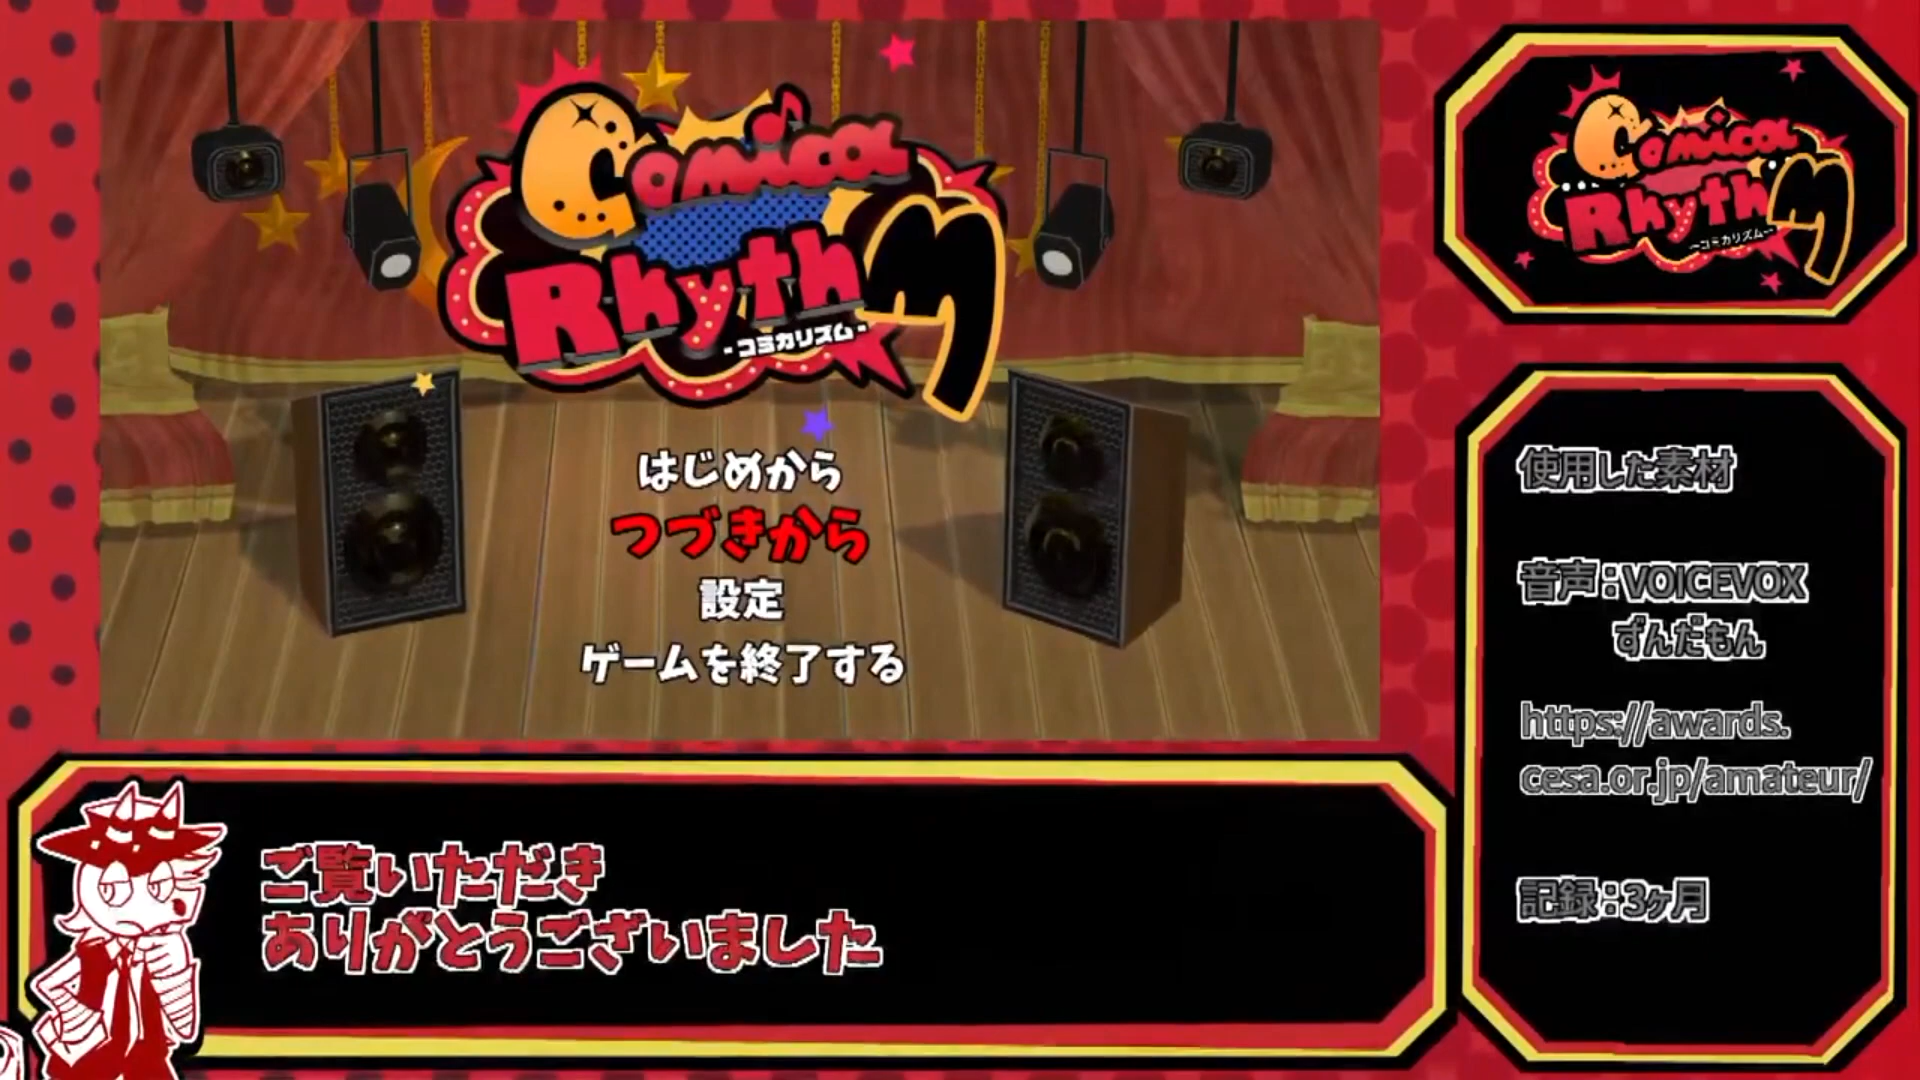 Comical
Rhythm
-コミカリズム-
はじめから
つづきから
設定
ゲームを終了する
Comical
Rhythm
~コミカリズム~
使用した素材
音声:VOICEVOX
ずんだもん
https://awards.
cesa.or.jp/amateur/
記録:3ヶ月
ご覧いただき
ありがとうございました